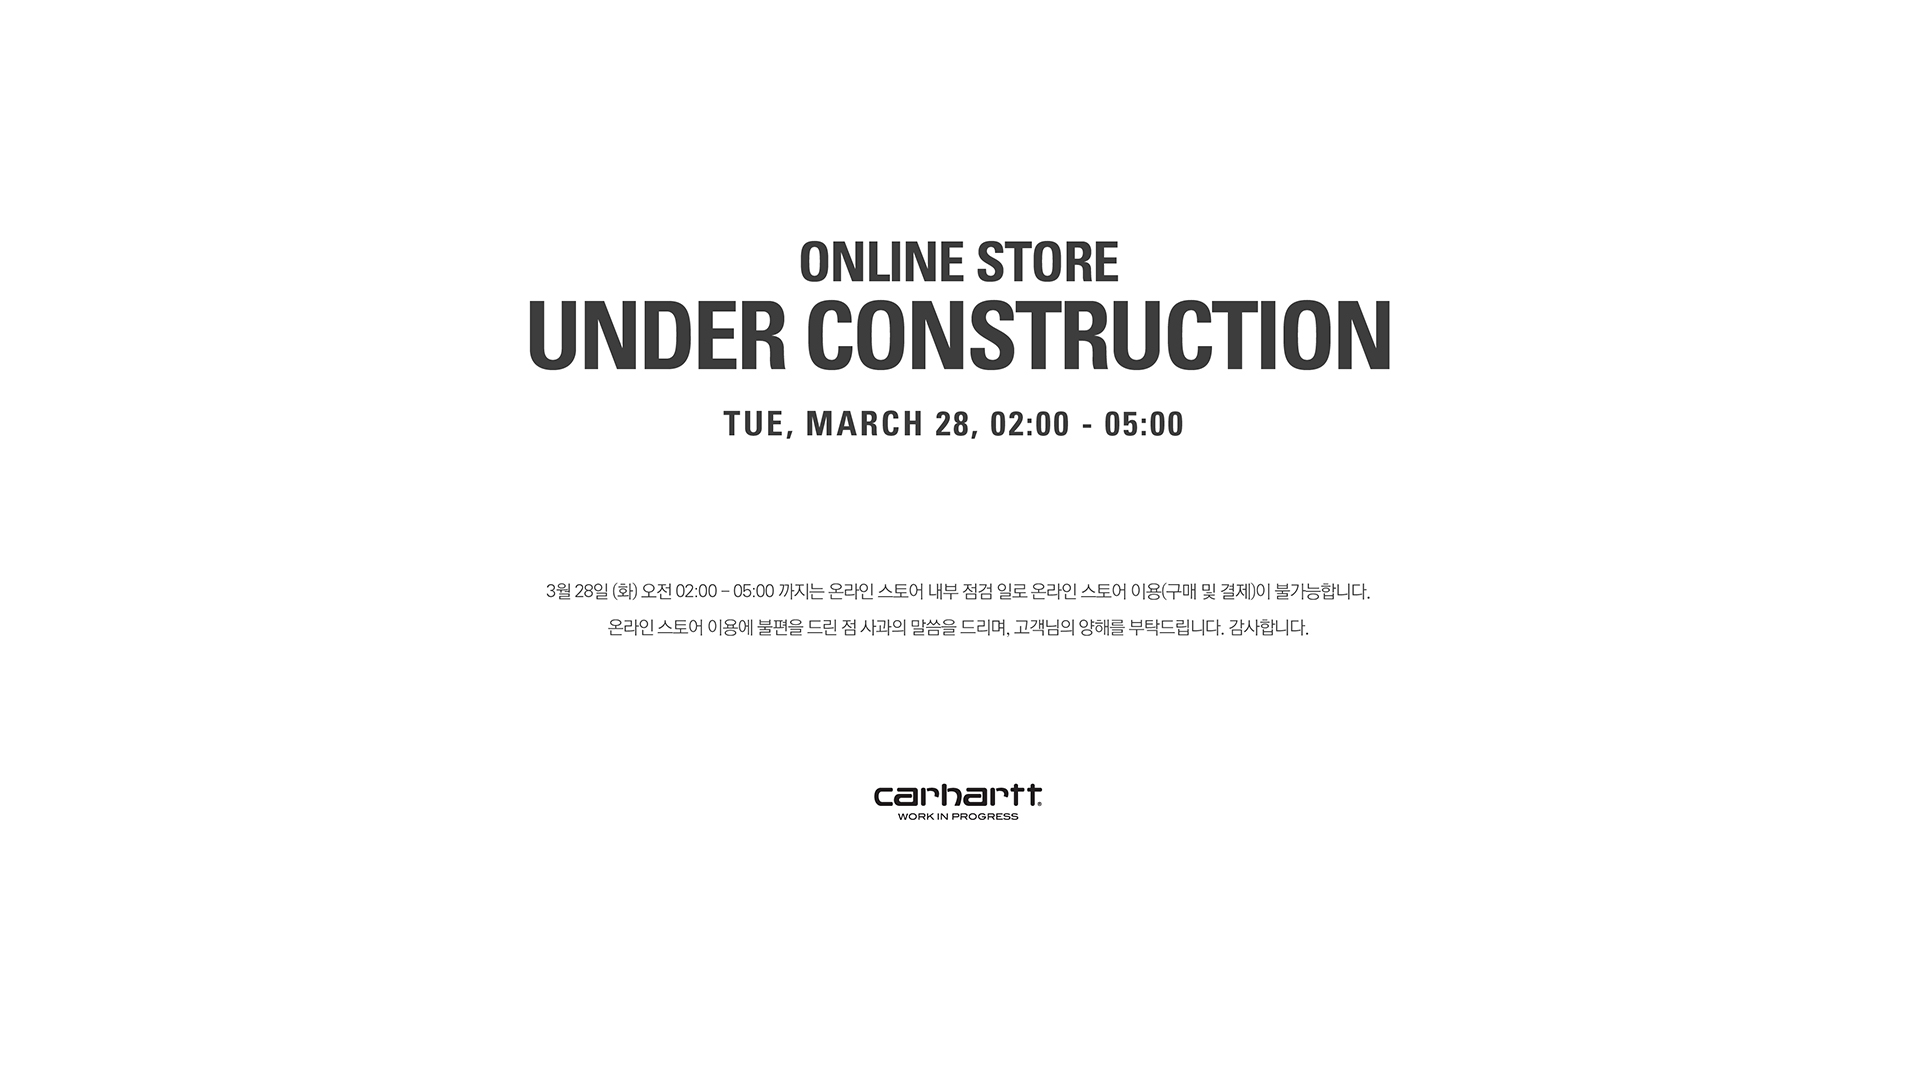 ONLINE STORE
UNDER CONSTRUCTION
TUE, MARCH 28, 02:00 - 05:00
3월 28일 (화) 오전 02:00 – 05:00 까지는 온라인 스토어 내부 점검 일로 온라인 스토어 이용(구매 및 결제)이 불가능합니다.
온라인 스토어 이용에 불편을 드린 점 사과의 말씀을 드리며, 고객님의 양해를 부탁드립니다. 감사합니다.
carhartt®
WORK IN PROGRESS